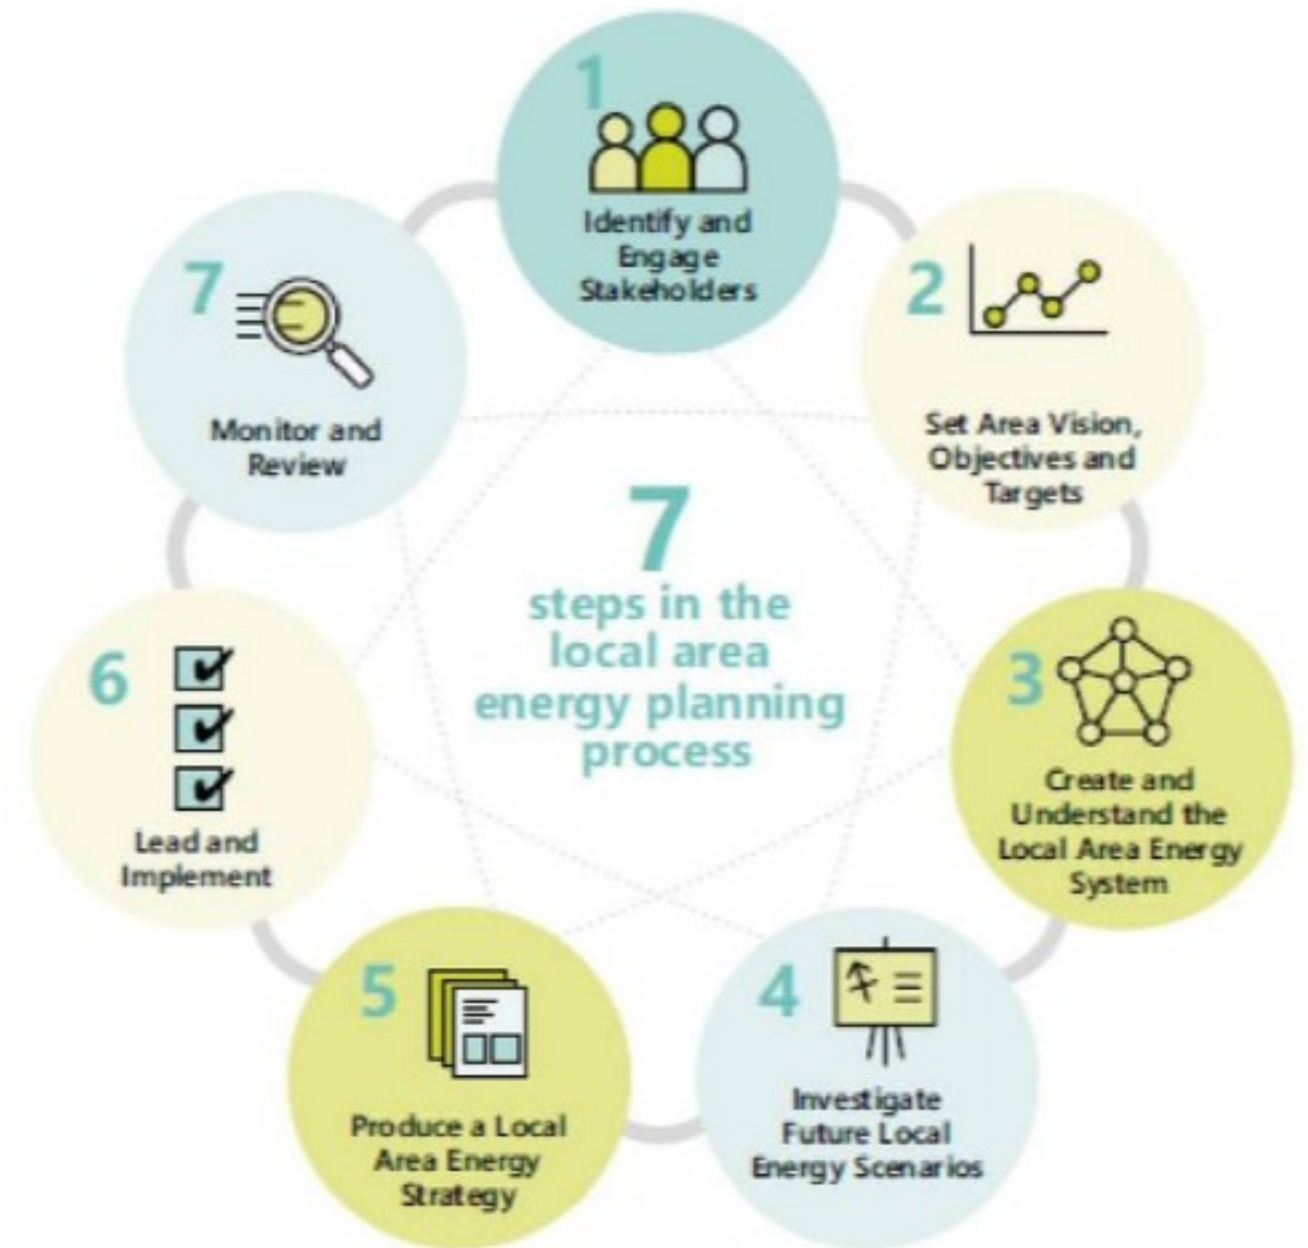 1
Identify and
Engage
Stakeholders
2
Set Area Vision,
Objectives and
Targets
3
Create and
Understand the
Local Area Energy
System
4
Investigate
Future Local
Energy Scenarios
5
Produce a Local
Area Energy
Strategy
6
Lead and
Implement
7
Monitor and
Review
7
steps in the
local area
energy planning
process